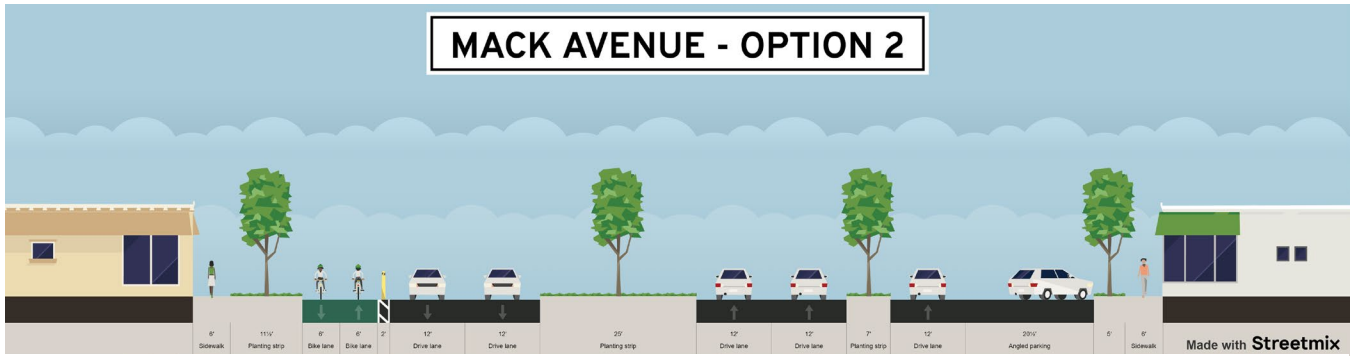 MACK AVENUE - OPTION 2
6' 11½' 6' 6' 2' 12' 12' 25' 12' 12' 7' 12' 20½' 5' 6'
Sidewalk Planting strip Bike lane Bike lane Drive lane Drive lane Planting strip Drive lane Drive lane Planting strip Drive lane Angled parking Sidewalk
Made with Streetmix